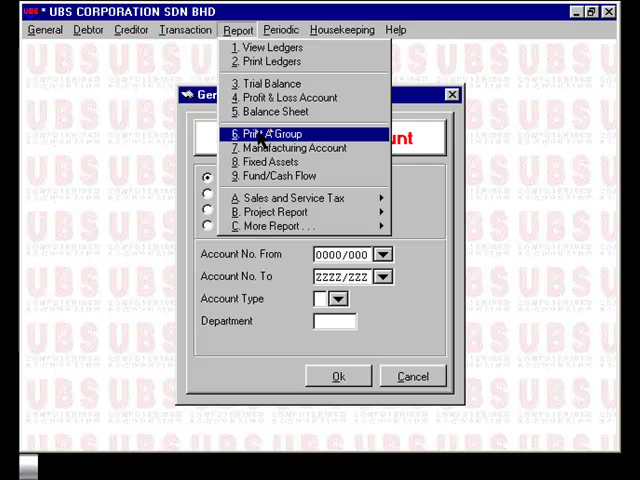 UBS * UBS CORPORATION SDN BHD
General Debtor Creditor Transaction Report Periodic Housekeeping Help
1. View Ledgers
2. Print Ledgers
3. Trial Balance
4. Profit & Loss Account
5. Balance Sheet
6. Print A Group
7. Manufacturing Account
8. Fixed Assets
9. Fund/Cash Flow
A. Sales and Service Tax
B. Project Report
C. More Report . . .
Account No. From 0000/000
Account No. To ZZZZ/ZZZ
Account Type
Department
Ok Cancel
UBS